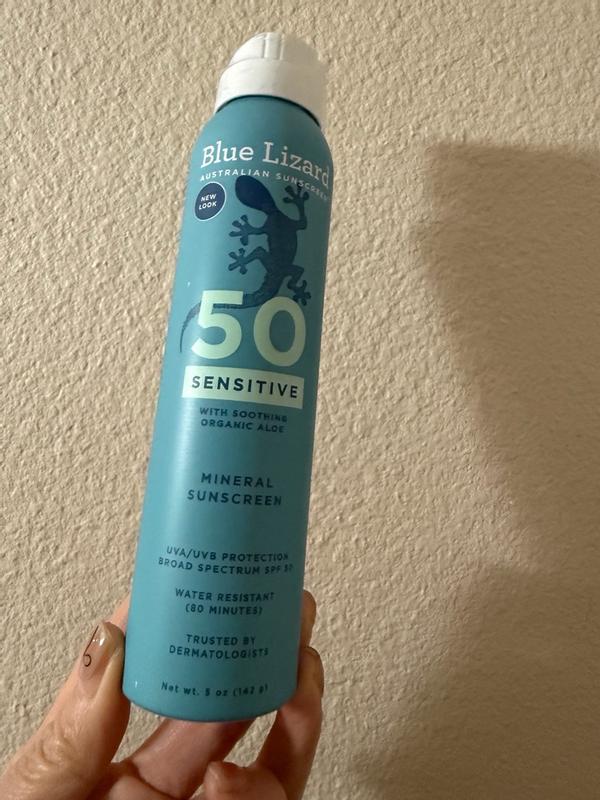 Blue Lizard
AUSTRALIAN SUNSCREEN
NEW
LOOK
50
SENSITIVE
WITH SOOTHING
ORGANIC ALOE
MINERAL
SUNSCREEN
UVA/UVB PROTECTION
BROAD SPECTRUM SPF 50
WATER RESISTANT
(80 MINUTES)
TRUSTED BY
DERMATOLOGISTS
Net wt. 5 oz (142 g)